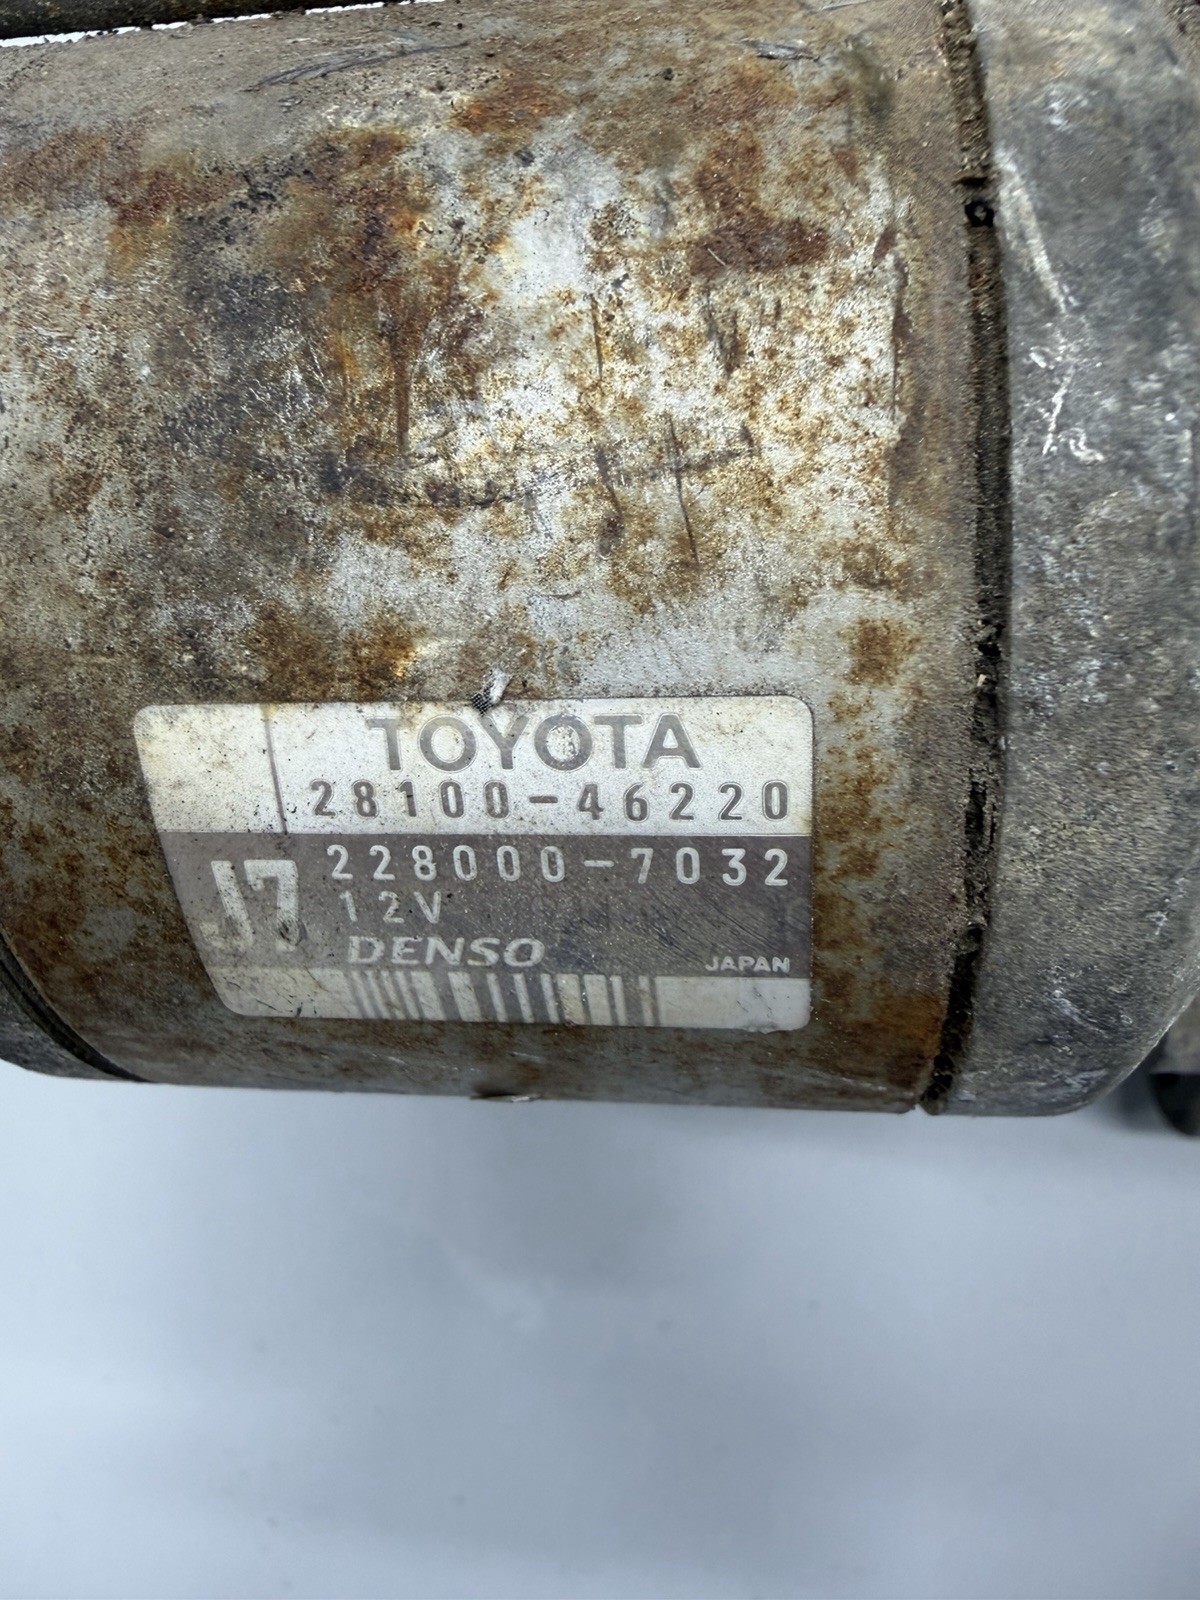 TOYOTA
28100-46220
J7
228000-7032
12V
DENSO
JAPAN